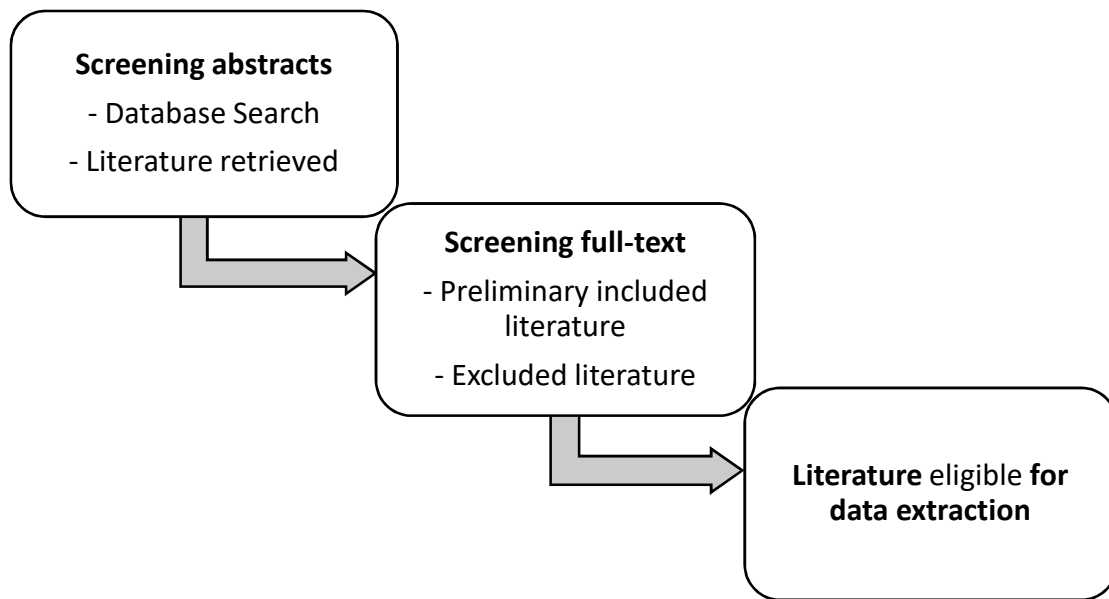 Screening abstracts
- Database Search
- Literature retrieved
Screening full-text
- Preliminary included
literature
- Excluded literature
Literature eligible for
data extraction